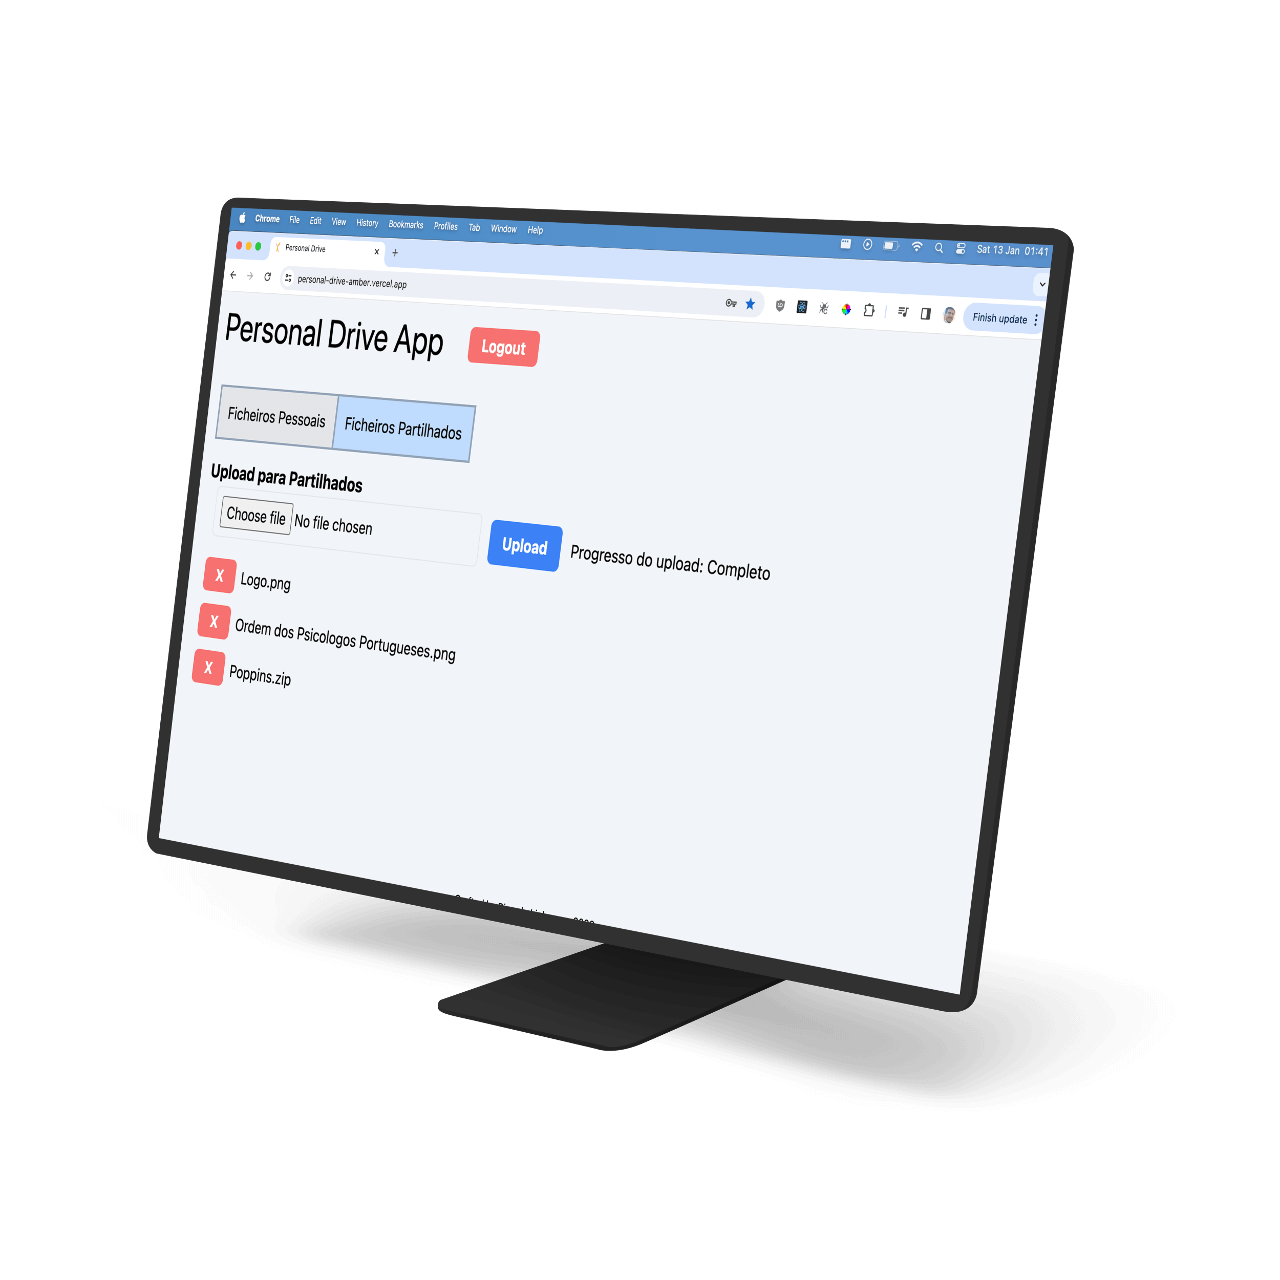 Chrome File Edit View History Bookmarks Profiles Tab Window Help Sat 13 Jan 01:41
Personal Drive
personal-drive-amber.vercel.app Finish update
Personal Drive App Logout
Ficheiros Pessoais Ficheiros Partilhados
Upload para Partilhados
Choose file No file chosen Upload Progresso do upload: Completo
X Logo.png
X Ordem dos Psicologos Portugueses.png
X Poppins.zip